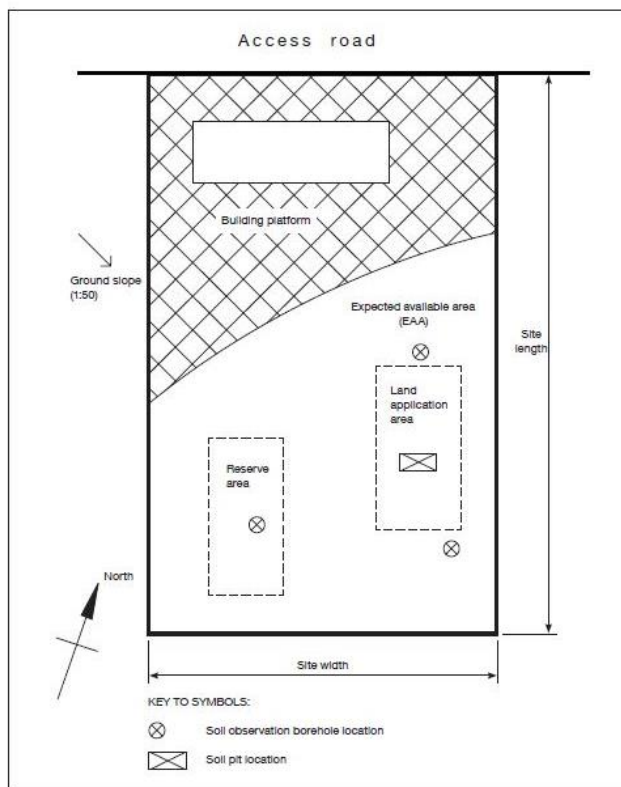 Access road
Building platform
Ground slope
(1:50)
Expected available area
(EAA)
Site
length
Land
application
area
Reserve
area
North
Site width
KEY TO SYMBOLS:
Soil observation borehole location
Soil pit location